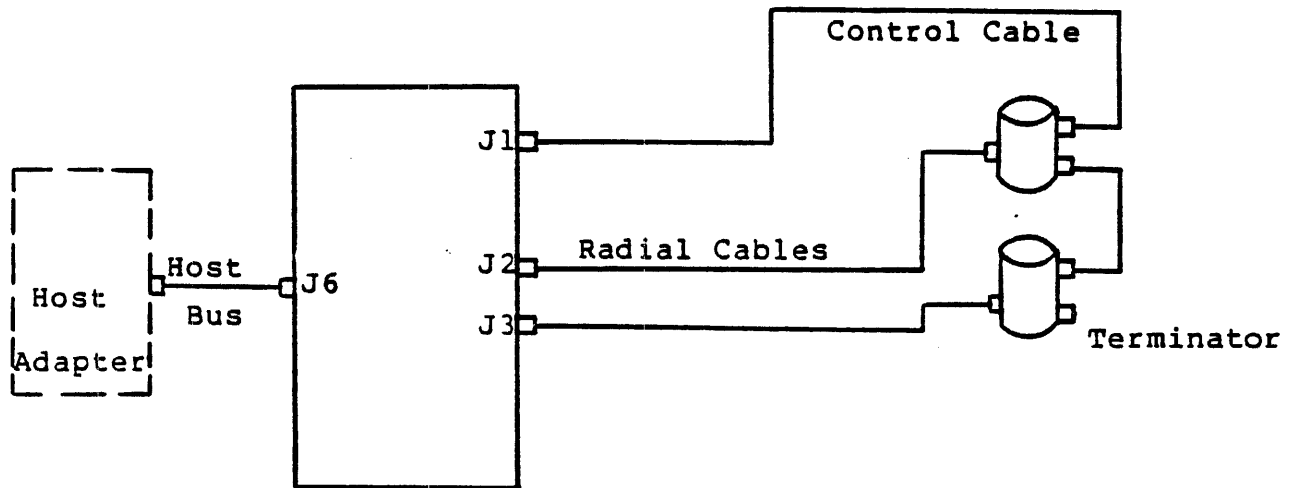 Control Cable
J1
J2
Radial Cables
Host
Bus
J6
Host
Adapter
J3
Terminator